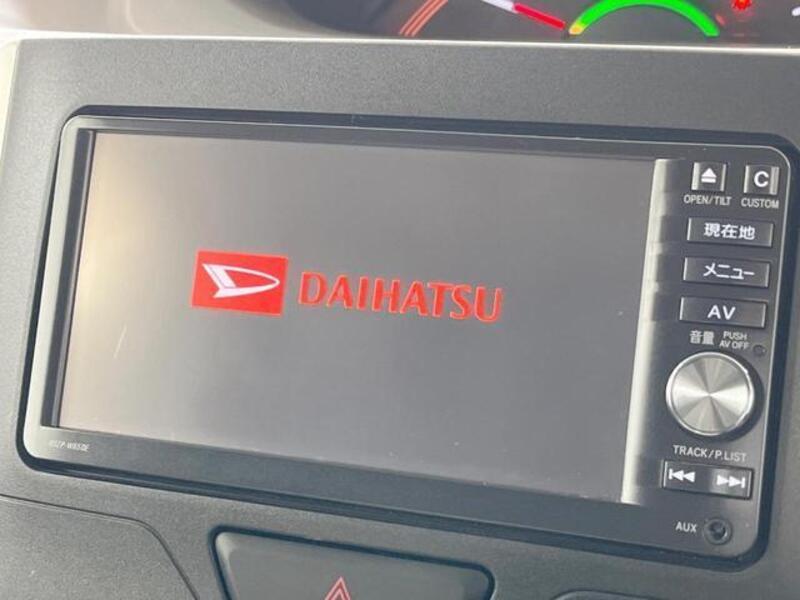 DAIHATSU
C
OPEN/TILT CUSTOM
現在地
メニュー
AV
音量 PUSH
AV OFF
TRACK/P.LIST
AUX